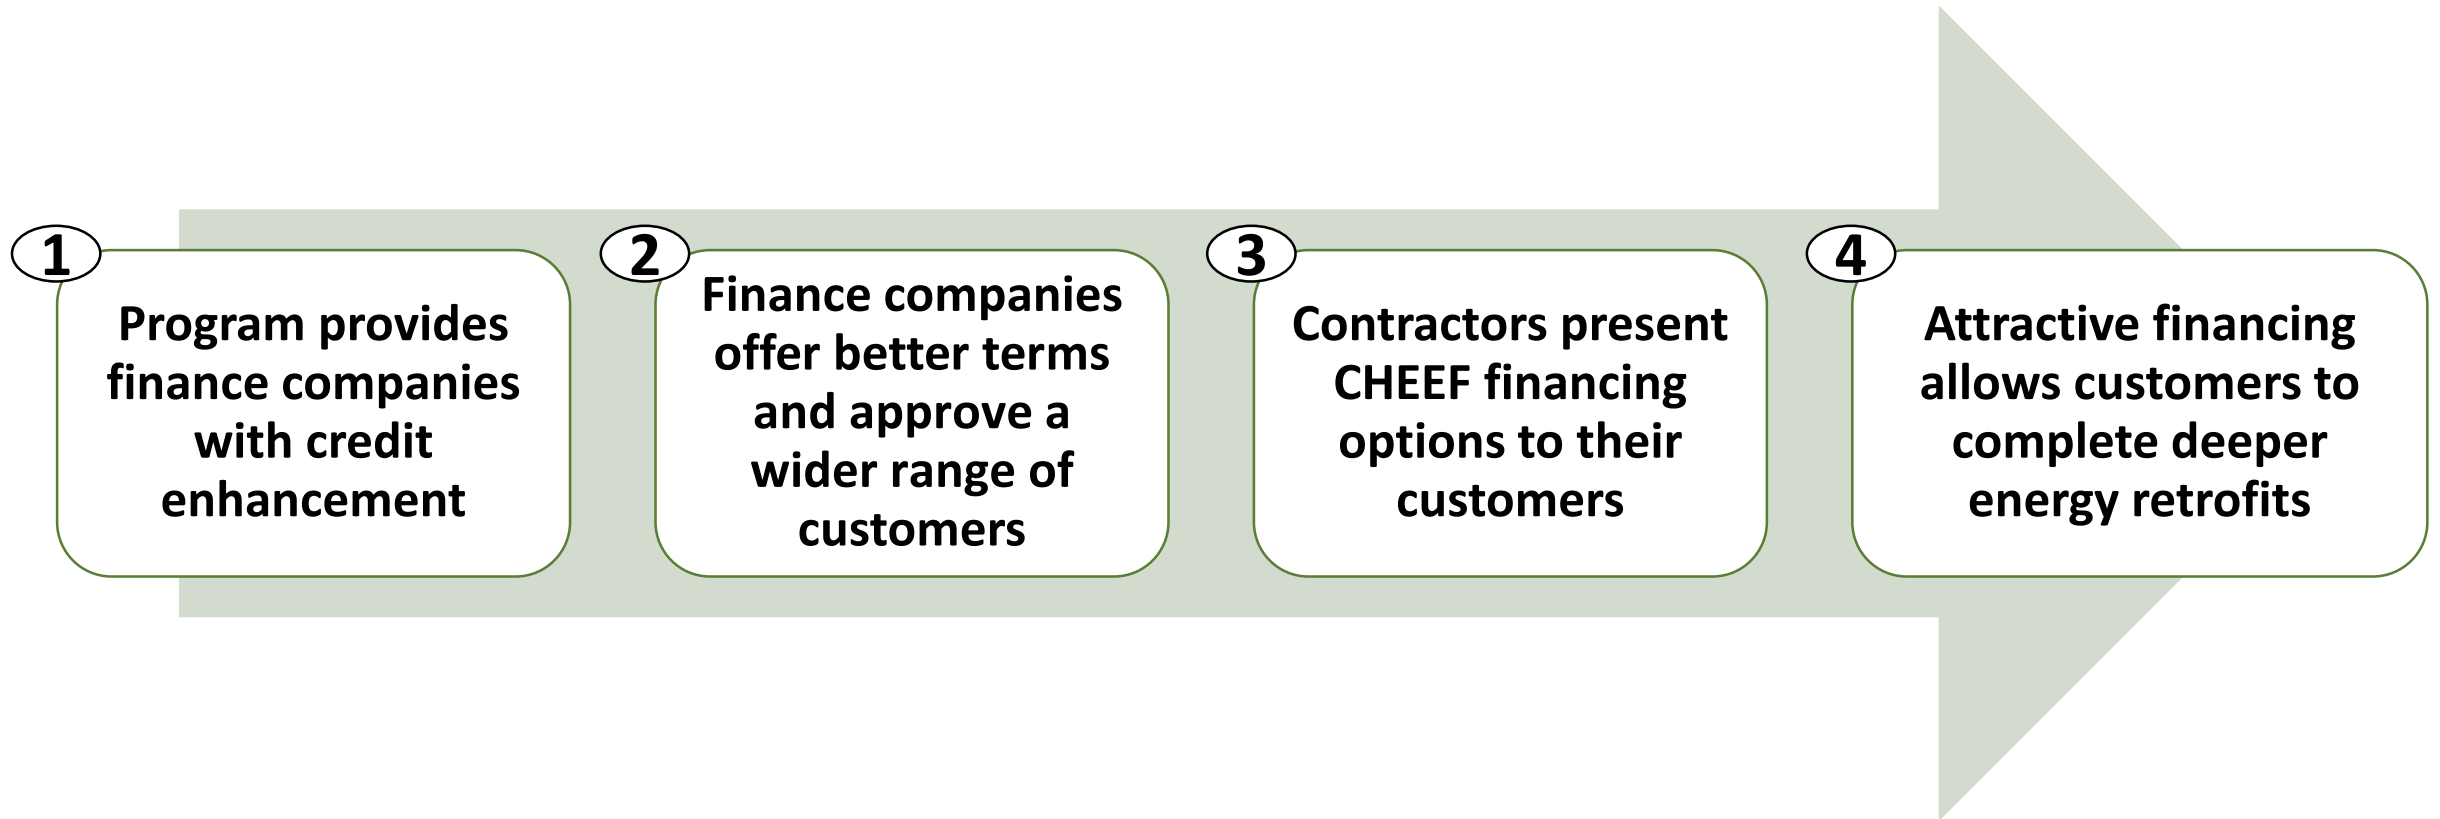 1
Program provides
finance companies
with credit
enhancement
2
Finance companies
offer better terms
and approve a
wider range of
customers
3
Contractors present
CHEEF financing
options to their
customers
4
Attractive financing
allows customers to
complete deeper
energy retrofits